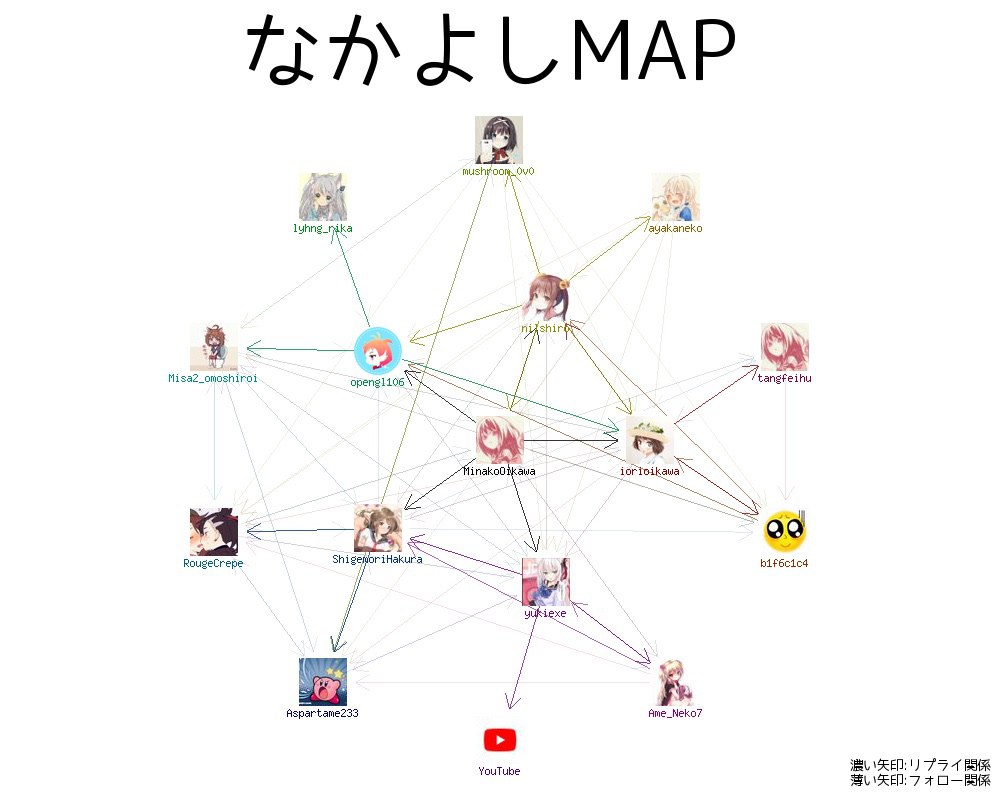 なかよしMAP
mushroom_0v0
lyhng_rika
ayakaneko
nilshiro
Misa2_omoshiroi
opengl106
tangfeihu
MinakoOikawa
iorioikawa
RougeCrepe
ShigemoriHakura
b1f6c1c4
yukiexe
Aspartame233
Ame_Neko7
YouTube
濃い矢印:リプライ関係
薄い矢印:フォロー関係